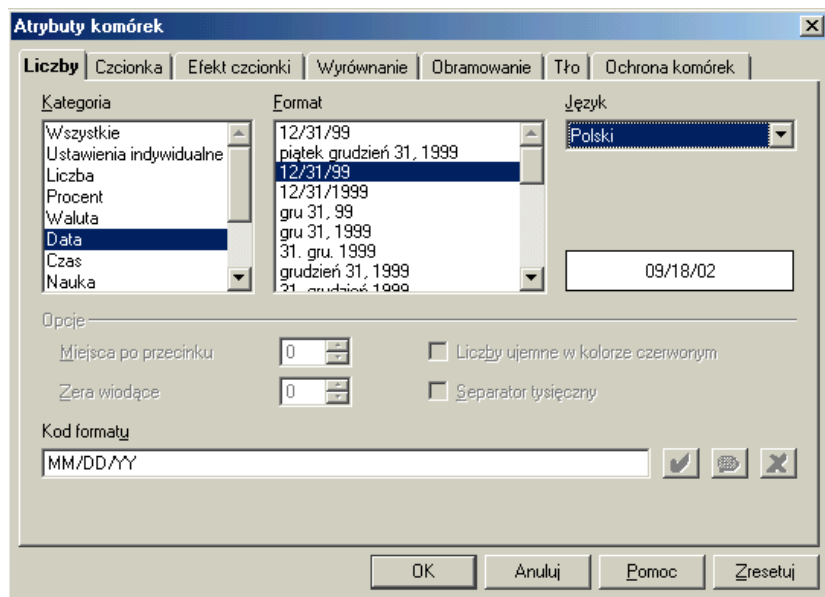 Atrybuty komórek
Liczby Czcionka Efekt czcionki Wyrównanie Obramowanie Tło Ochrona komórek
Kategoria
Wszystkie
Ustawienia indywidualne
Liczba
Procent
Waluta
Data
Czas
Nauka
Format
12/31/99
piątek grudzień 31, 1999
12/31/99
12/31/1999
gru 31, 99
gru 31, 1999
31. gru. 1999
grudzień 31, 1999
31. grudzień 1999
Język
Polski
09/18/02
Opcje
Miejsca po przecinku 0
Liczby ujemne w kolorze czerwonym
Zera wiodące 0
Separator tysięczny
Kod formatu
MM/DD/YY
OK Anuluj Pomoc Zresetuj